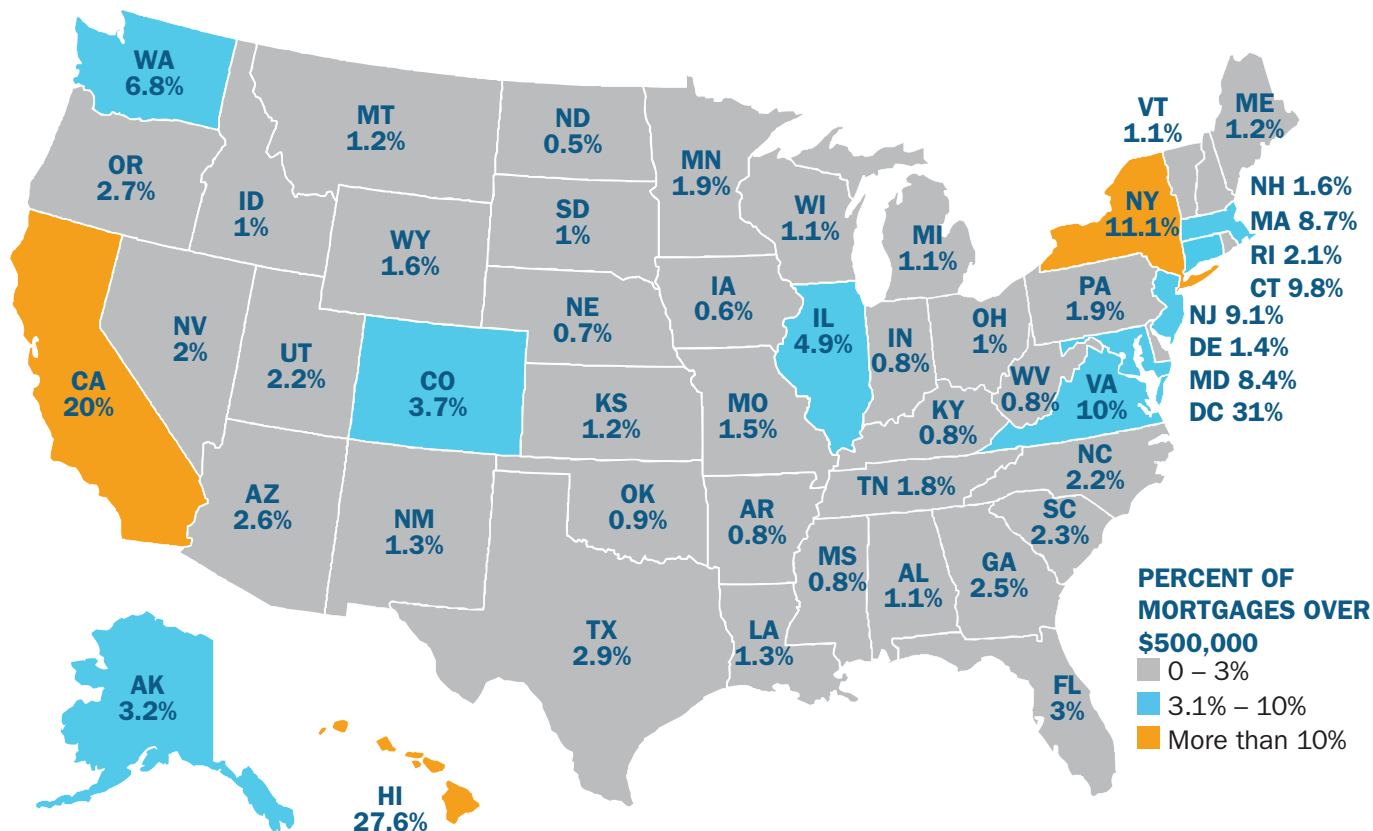 WA
6.8%
MT
1.2%
ND
0.5%
MN
1.9%
VT
1.1%
ME
1.2%
OR
2.7%
ID
1%
SD
1%
WI
1.1%
MI
1.1%
NY
11.1%
NH 1.6%
MA 8.7%
RI 2.1%
CT 9.8%
WY
1.6%
IA
0.6%
PA
1.9%
NJ 9.1%
DE 1.4%
MD 8.4%
DC 31%
NV
2%
UT
2.2%
NE
0.7%
IL
4.9%
IN
0.8%
OH
1%
CA
20%
CO
3.7%
KS
1.2%
MO
1.5%
KY
0.8%
WV
0.8%
VA
10%
AZ
2.6%
NM
1.3%
OK
0.9%
AR
0.8%
TN 1.8%
NC
2.2%
SC
2.3%
MS
0.8%
AL
1.1%
GA
2.5%
TX
2.9%
LA
1.3%
FL
3%
AK
3.2%
HI
27.6%
PERCENT OF
MORTGAGES OVER
$500,000
0 – 3%
3.1% – 10%
More than 10%